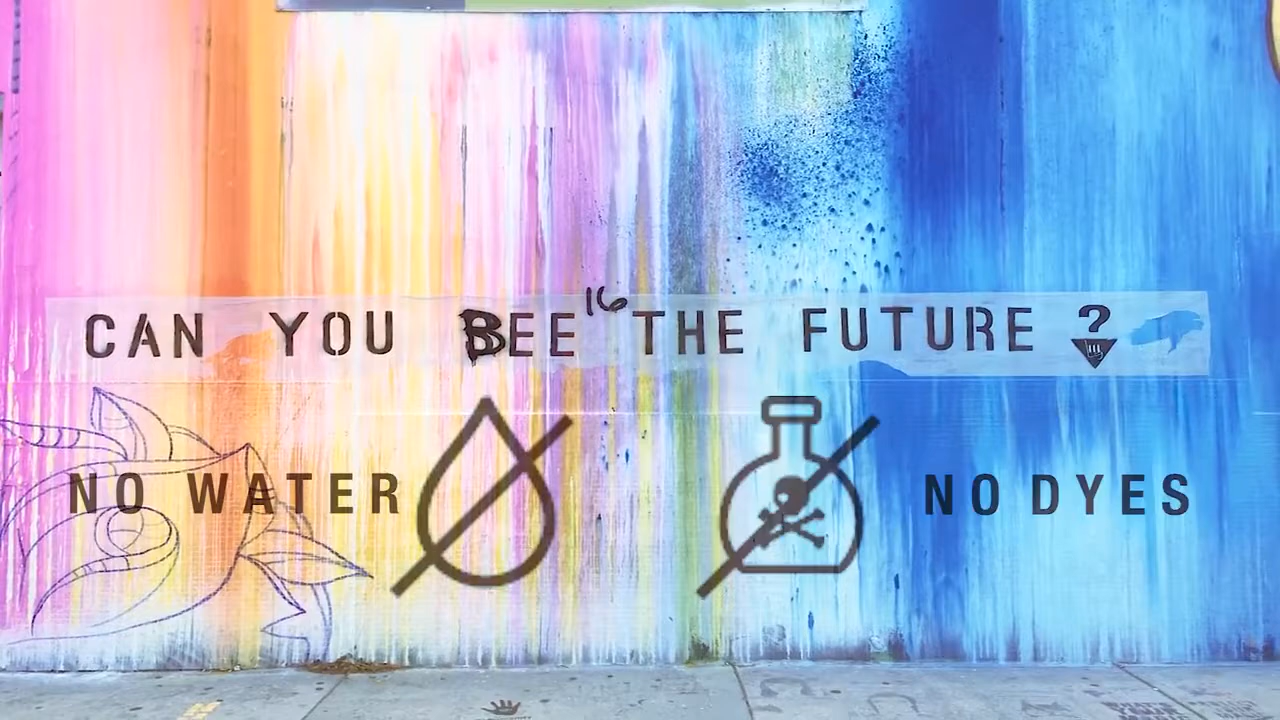 16
CAN YOU BEE THE FUTURE ?
NO WATER
NO DYES